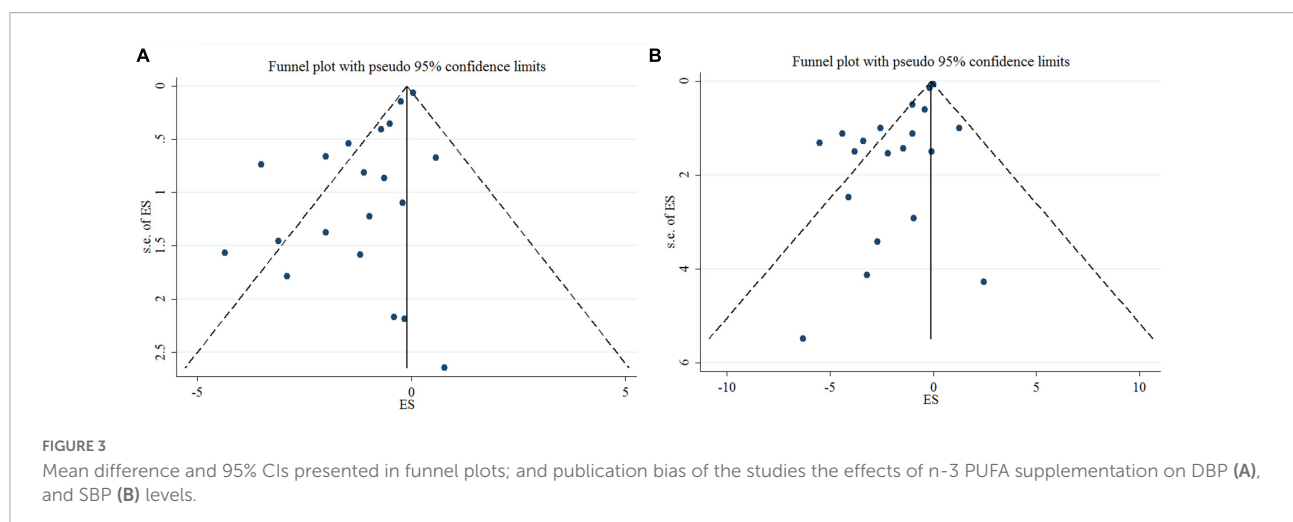 A
Funnel plot with pseudo 95% confidence limits
0
.5
1
1.5
2
2.5
s.e. of ES
-5
0
5
ES
B
Funnel plot with pseudo 95% confidence limits
0
2
4
6
s.e. of ES
-10
-5
0
5
10
ES
FIGURE 3
Mean difference and 95% CIs presented in funnel plots; and publication bias of the studies the effects of n-3 PUFA supplementation on DBP (A),
and SBP (B) levels.